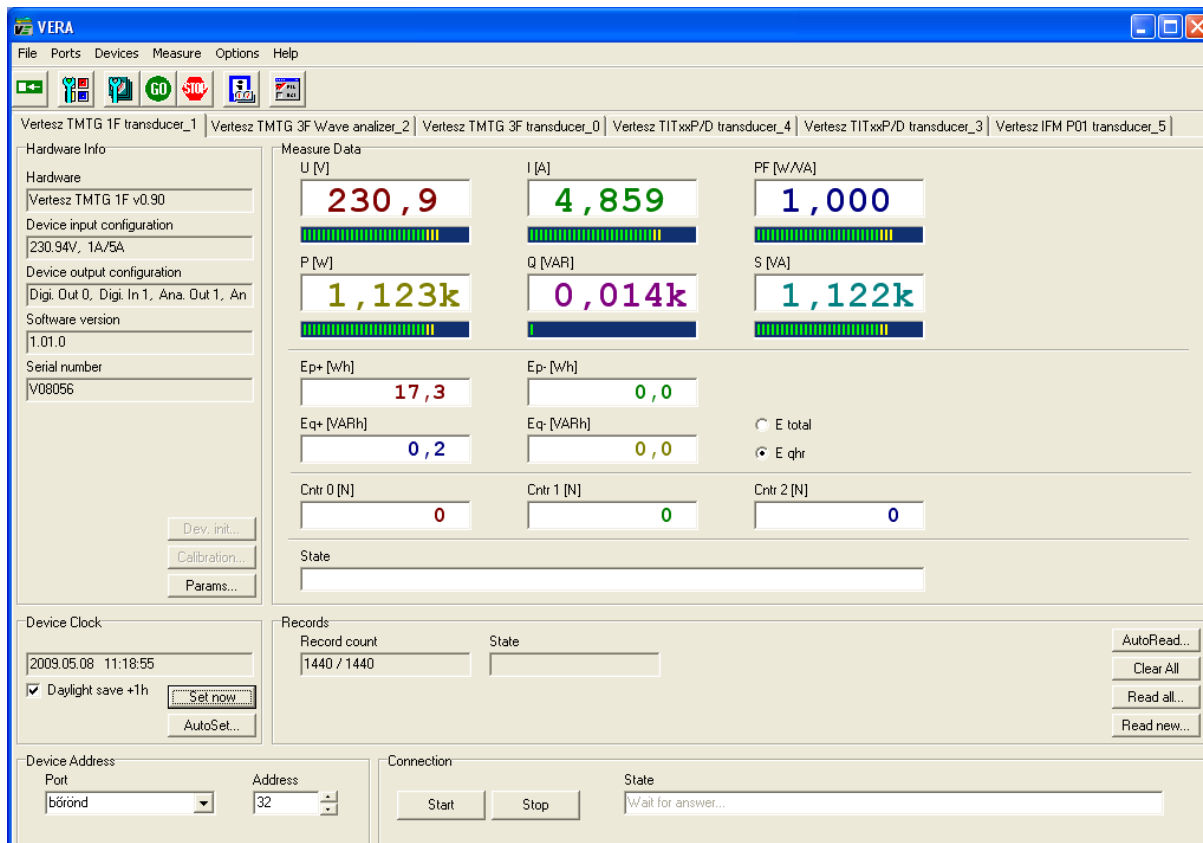 VERA
File Ports Devices Measure Options Help
GO STOP
Vertesz TMTG 1F transducer_1 Vertesz TMTG 3F Wave analizer_2 Vertesz TMTG 3F transducer_0 Vertesz TITxxP/D transducer_4 Vertesz TITxxP/D transducer_3 Vertesz IFM P01 transducer_5
Hardware Info
Hardware
Vertesz TMTG 1F v0.90
Device input configuration
230.94V, 1A/5A
Device output configuration
Digi. Out 0, Digi. In 1, Ana. Out 1, An
Software version
1.01.0
Serial number
V08056
Dev. init...
Calibration...
Params...
Measure Data
U [V] I [A] PF [W/VA]
230,9 4,859 1,000
P [W] Q [VAR] S [VA]
1,123k 0,014k 1,122k
Ep+ [Wh] Ep- [Wh]
17,3 0,0
Eq+ [VARh] Eq- [VARh] E total
0,2 0,0 E qhr
Cntr 0 [N] Cntr 1 [N] Cntr 2 [N]
0 0 0
State
Device Clock
2009.05.08 11:18:55
Daylight save +1h Set now
AutoSet...
Records
Record count State
1440 / 1440
AutoRead...
Clear All
Read all...
Read new...
Device Address
Port Address
bőrönd 32
Connection
State
Start Stop Wait for answer...